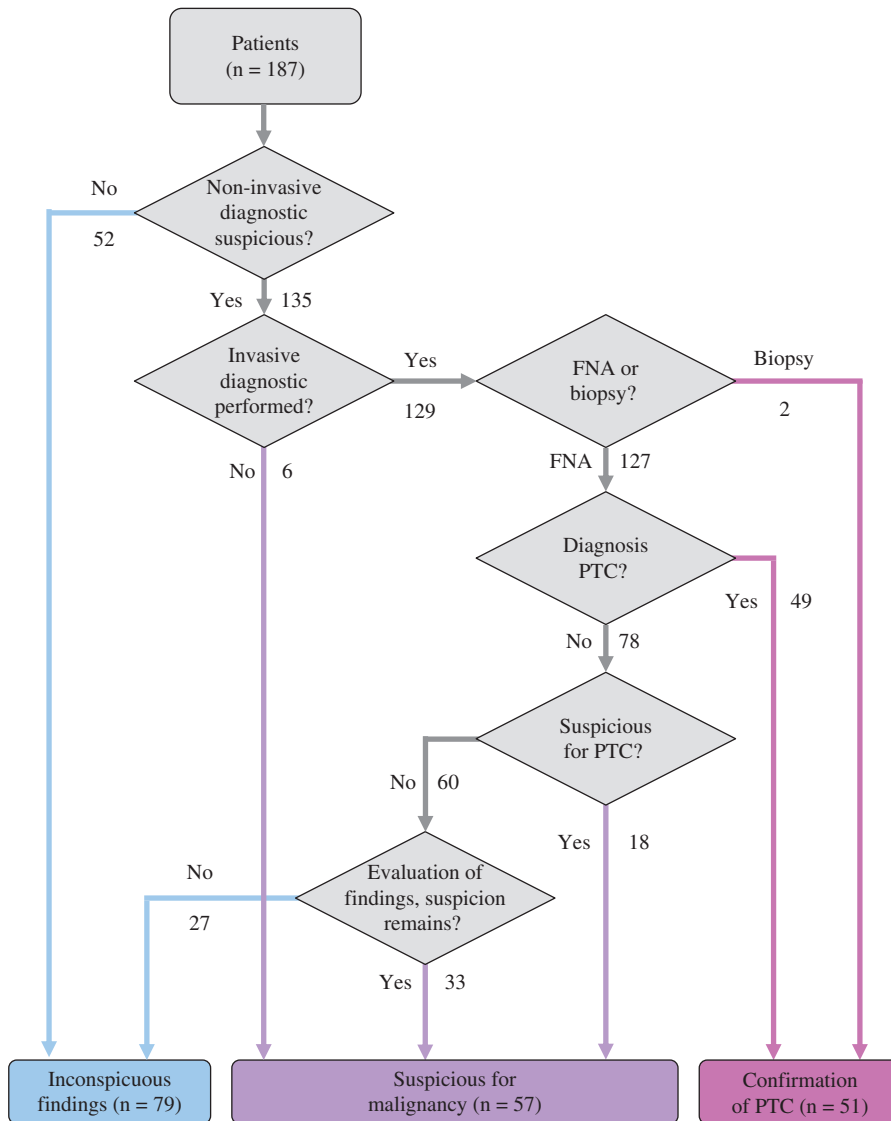 Patients
(n = 187)
No
52
Non-invasive
diagnostic
suspicious?
Yes 135
Invasive
diagnostic
performed?
Yes
129
FNA or
biopsy?
Biopsy
2
No 6
FNA 127
Diagnosis
PTC?
Yes 49
No 78
Suspicious
for PTC?
No 60
Yes 18
Evaluation of
findings, suspicion
remains?
No
27
Yes 33
Inconspicuous
findings (n = 79)
Suspicious for
malignancy (n = 57)
Confirmation
of PTC (n = 51)